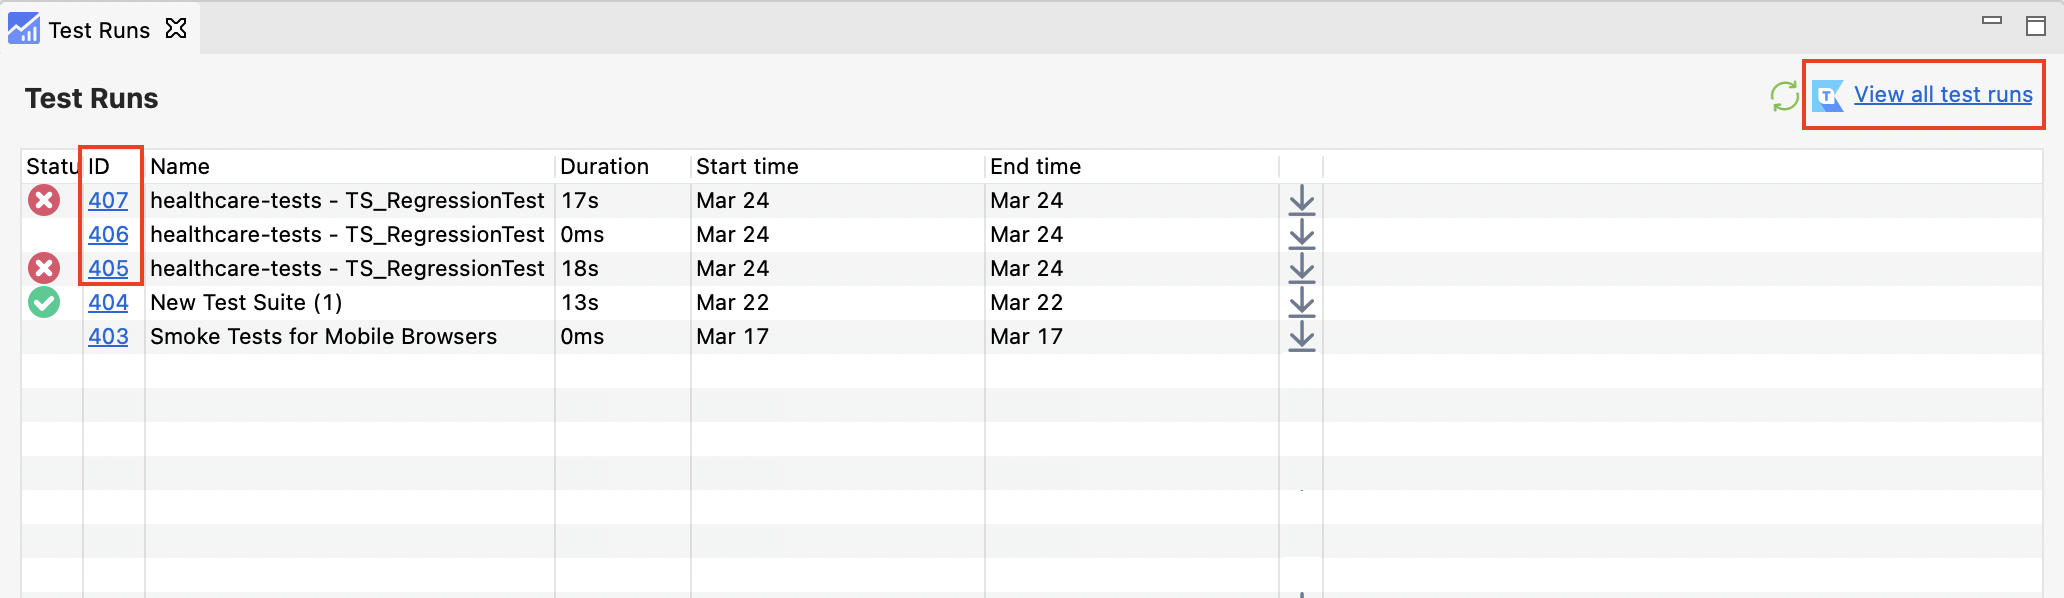 Test Runs
Test Runs
View all test runs
Statu ID Name Duration Start time End time
407 healthcare-tests - TS_RegressionTest 17s Mar 24 Mar 24
406 healthcare-tests - TS_RegressionTest 0ms Mar 24 Mar 24
405 healthcare-tests - TS_RegressionTest 18s Mar 24 Mar 24
404 New Test Suite (1) 13s Mar 22 Mar 22
403 Smoke Tests for Mobile Browsers 0ms Mar 17 Mar 17